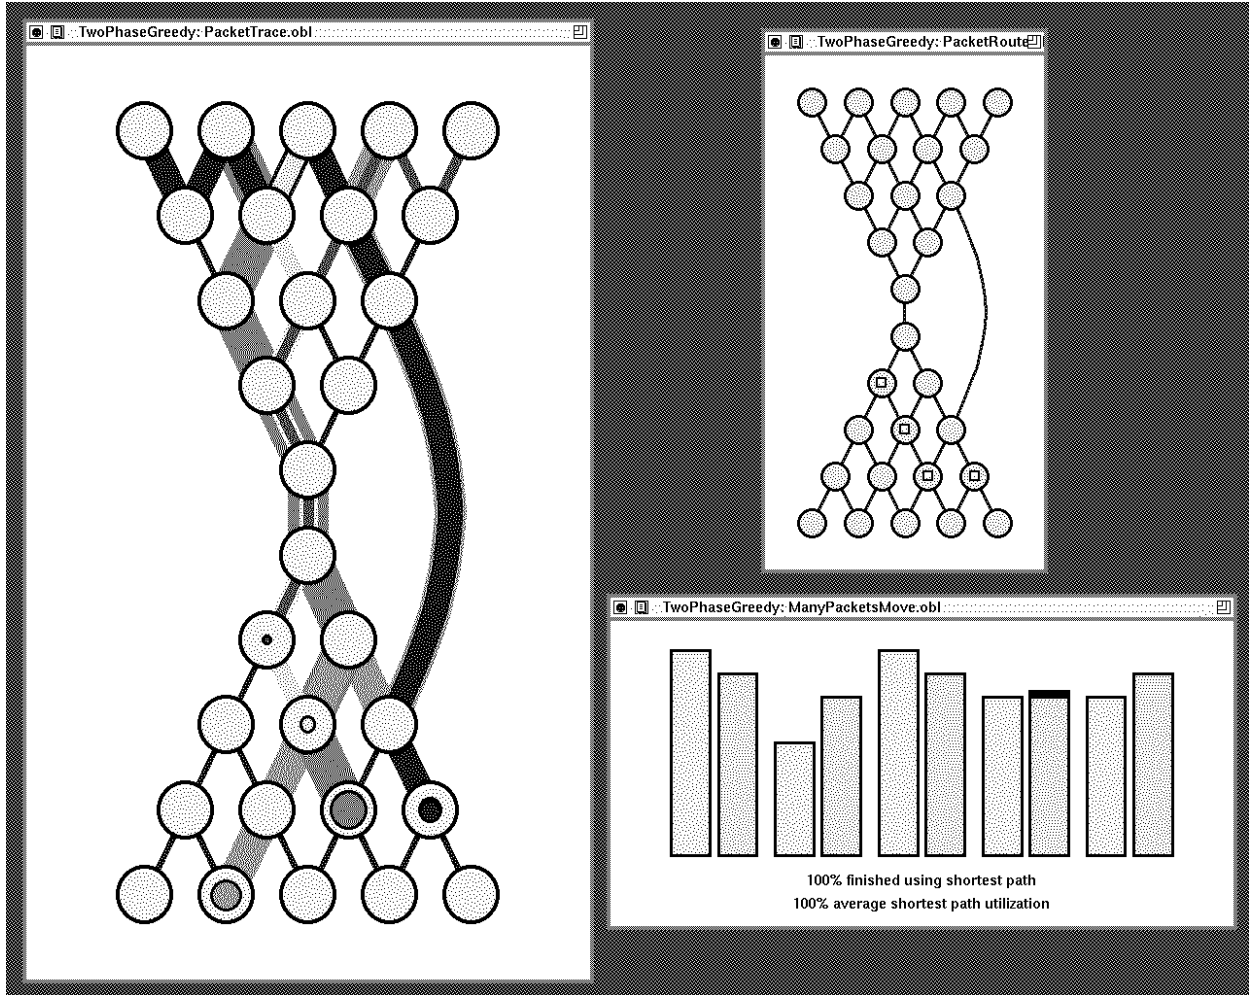 TwoPhaseGreedy: PacketTrace.obl
TwoPhaseGreedy: PacketRoute
TwoPhaseGreedy: ManyPacketsMove.obl
100% finished using shortest path
100% average shortest path utilization